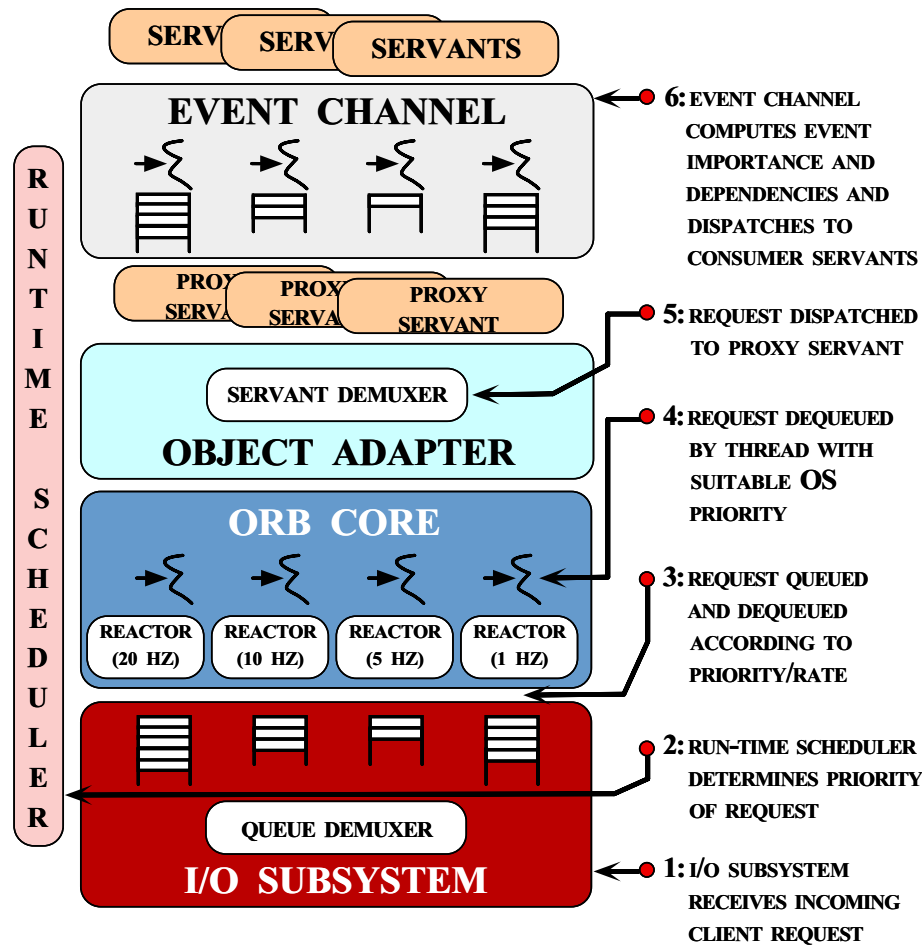 SERV
SERV
SERVANTS
EVENT CHANNEL
PROX
SERVA
PROXY
SERVA
PROXY
SERVANT
SERVANT DEMUXER
OBJECT ADAPTER
ORB CORE
REACTOR
(20 HZ)
REACTOR
(10 HZ)
REACTOR
(5 HZ)
REACTOR
(1 HZ)
QUEUE DEMUXER
I/O SUBSYSTEM
RUNTIME SCHEDULER
6: EVENT CHANNEL
COMPUTES EVENT
IMPORTANCE AND
DEPENDENCIES AND
DISPATCHES TO
CONSUMER SERVANTS
5: REQUEST DISPATCHED
TO PROXY SERVANT
4: REQUEST DEQUEUED
BY THREAD WITH
SUITABLE OS
PRIORITY
3: REQUEST QUEUED
AND DEQUEUED
ACCORDING TO
PRIORITY/RATE
2: RUN-TIME SCHEDULER
DETERMINES PRIORITY
OF REQUEST
1: I/O SUBSYSTEM
RECEIVES INCOMING
CLIENT REQUEST